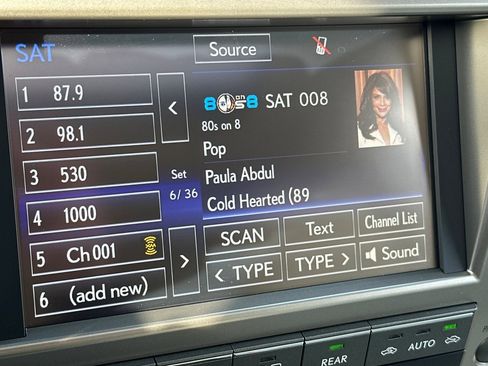 SAT
Source
1 87.9
2 98.1
3 530
4 1000
5 Ch 001
6 (add new)
<
Set
6/36
>
80s on 8 SAT 008
80s on 8
Pop
Paula Abdul
Cold Hearted (89
SCAN
Text
Channel List
< TYPE
TYPE >
Sound
REAR
AUTO